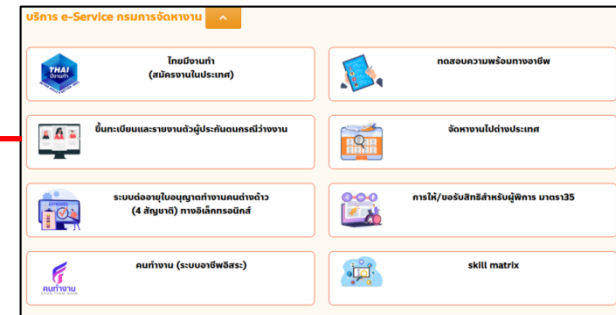 บริการ e-Service กรมการจัดหางาน
THAI
มีงานทำ
ไทยมีงานทำ
(สมัครงานในประเทศ)
ทดสอบความพร้อมทางอาชีพ
ขึ้นทะเบียนและรายงานตัวผู้ประกันตนกรณีว่างงาน
จัดหางานไปต่างประเทศ
ระบบต่ออายุใบอนุญาตทำงานคนต่างด้าว
(4 สัญชาติ) ทางอิเล็กทรอนิกส์
การให้/ขอรับสิทธิสำหรับผู้พิการ มาตรา35
คนทำงาน
คนทำงาน (ระบบอาชีพอิสระ)
skill matrix